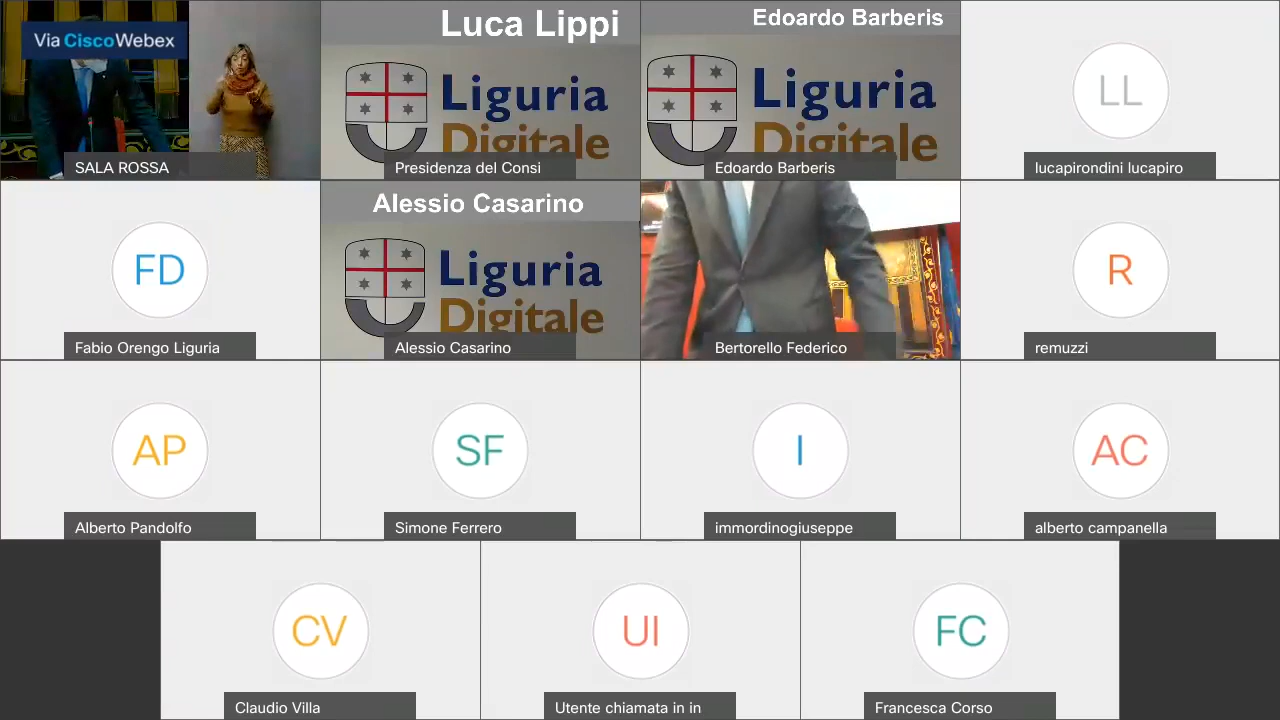 Via Cisco Webex
SALA ROSSA
Luca Lippi
Liguria
Digitale
Presidenza del Consi
Edoardo Barberis
Liguria
Digitale
Edoardo Barberis
LL
lucapirondini lucapiro
FD
Fabio Orengo Liguria
Alessio Casarino
Liguria
Digitale
Alessio Casarino
Bertorello Federico
R
remuzzi
AP
Alberto Pandolfo
SF
Simone Ferrero
I
immordinogiuseppe
AC
alberto campanella
CV
Claudio Villa
UI
Utente chiamata in in
FC
Francesca Corso